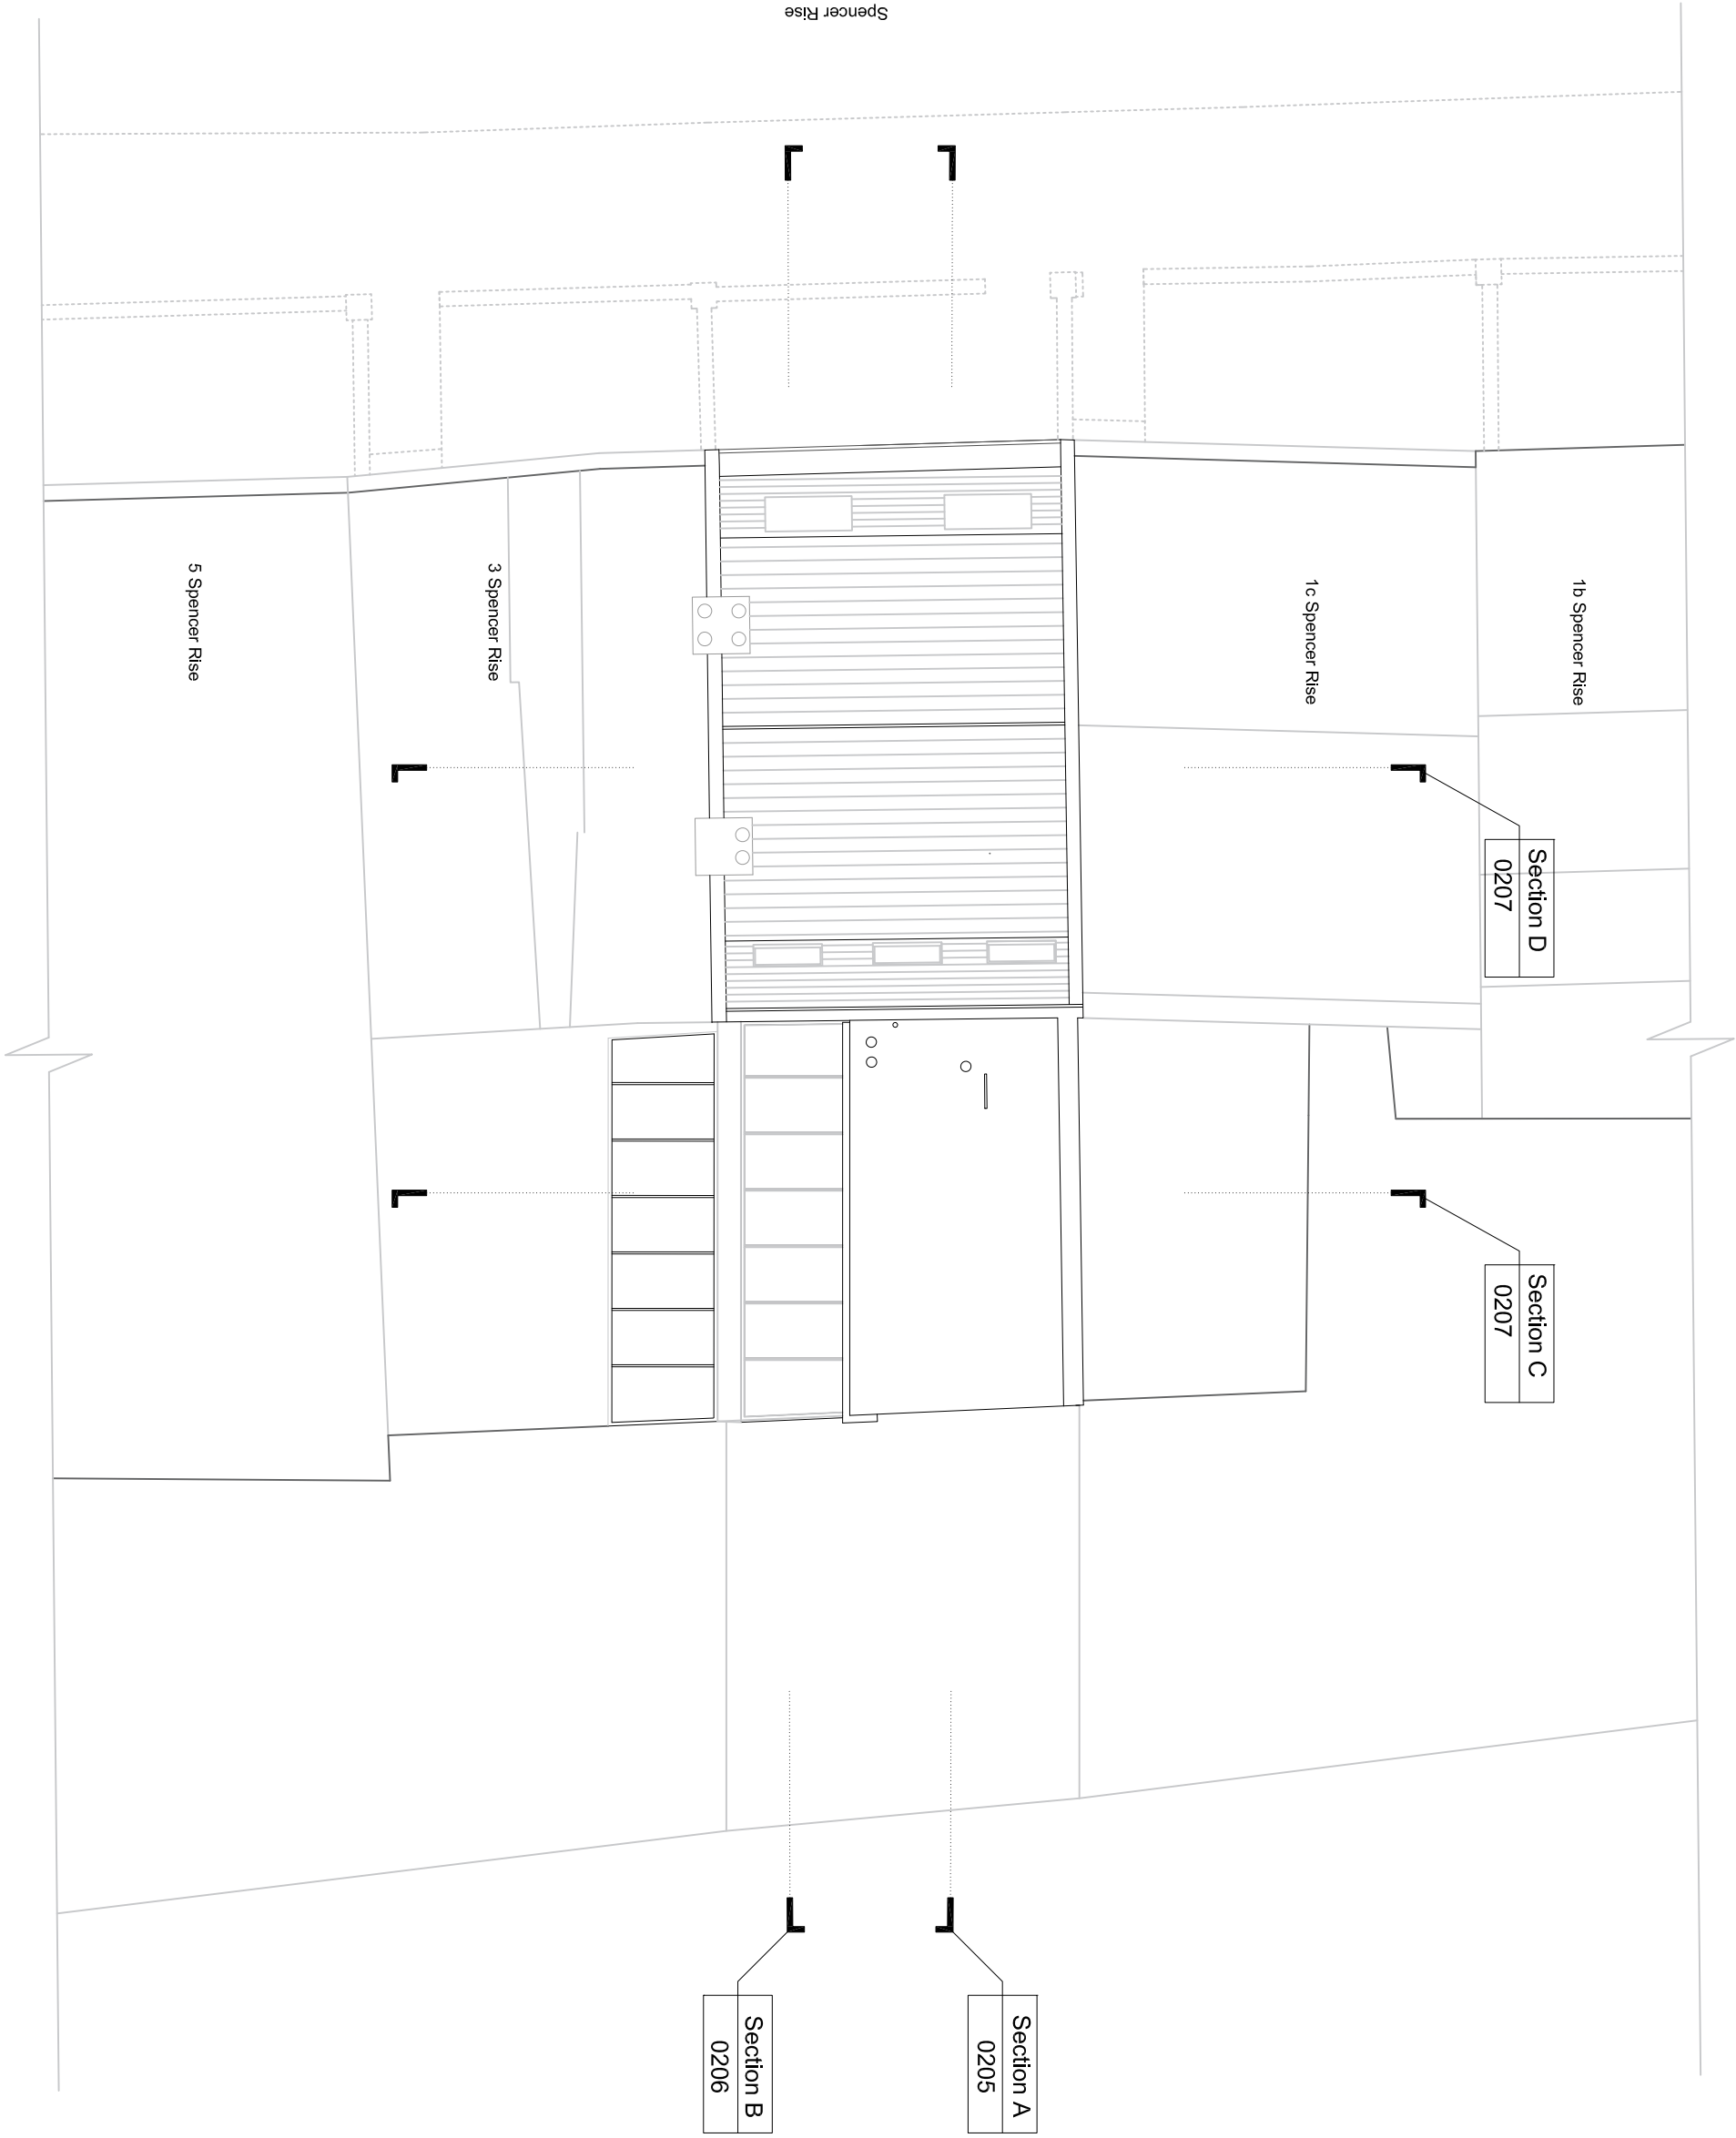 Spencer Rise
5 Spencer Rise
3 Spencer Rise
1c Spencer Rise
1b Spencer Rise
Section D
0207
Section C
0207
Section B
0206
Section A
0205